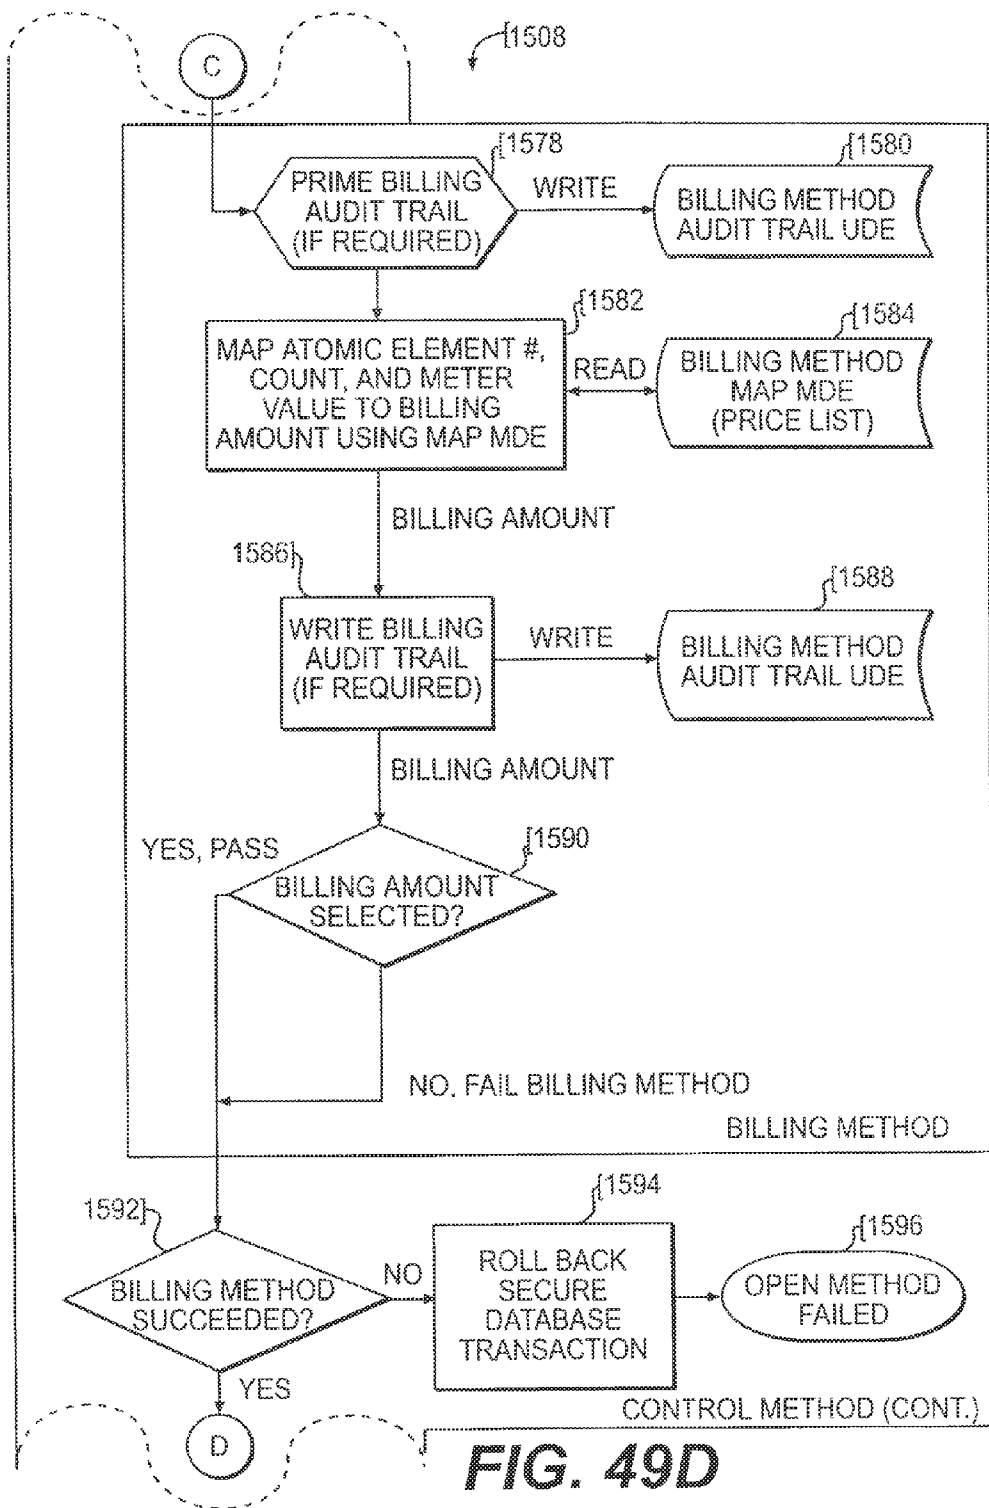 C
[1508
[1578
PRIME BILLING
AUDIT TRAIL
(IF REQUIRED)
WRITE
[1580
BILLING METHOD
AUDIT TRAIL UDE
[1582
MAP ATOMIC ELEMENT #,
COUNT, AND METER
VALUE TO BILLING
AMOUNT USING MAP MDE
READ
[1584
BILLING METHOD
MAP MDE
(PRICE LIST)
BILLING AMOUNT
1586]
WRITE BILLING
AUDIT TRAIL
(IF REQUIRED)
WRITE
[1588
BILLING METHOD
AUDIT TRAIL UDE
BILLING AMOUNT
YES, PASS
[1590
BILLING AMOUNT
SELECTED?
NO, FAIL BILLING METHOD
BILLING METHOD
1592]
BILLING METHOD
SUCCEEDED?
NO
[1594
ROLL BACK
SECURE
DATABASE
TRANSACTION
[1596
OPEN METHOD
FAILED
YES
D
CONTROL METHOD (CONT.)
FIG. 49D